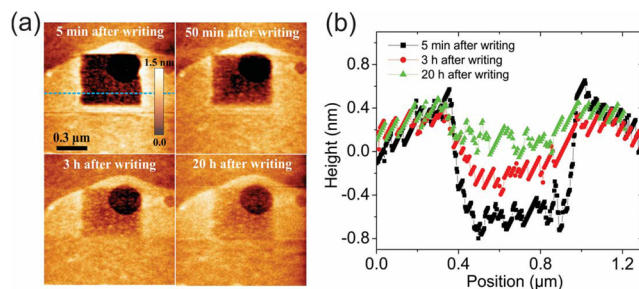 (a)
5 min after writing
50 min after writing
1.5 nm
0.0
0.3 µm
3 h after writing
20 h after writing
(b)
5 min after writing
3 h after writing
20 h after writing
Height (nm)
0.8
0.4
0.0
-0.4
-0.8
0.0
0.4
0.8
1.2
Position (µm)